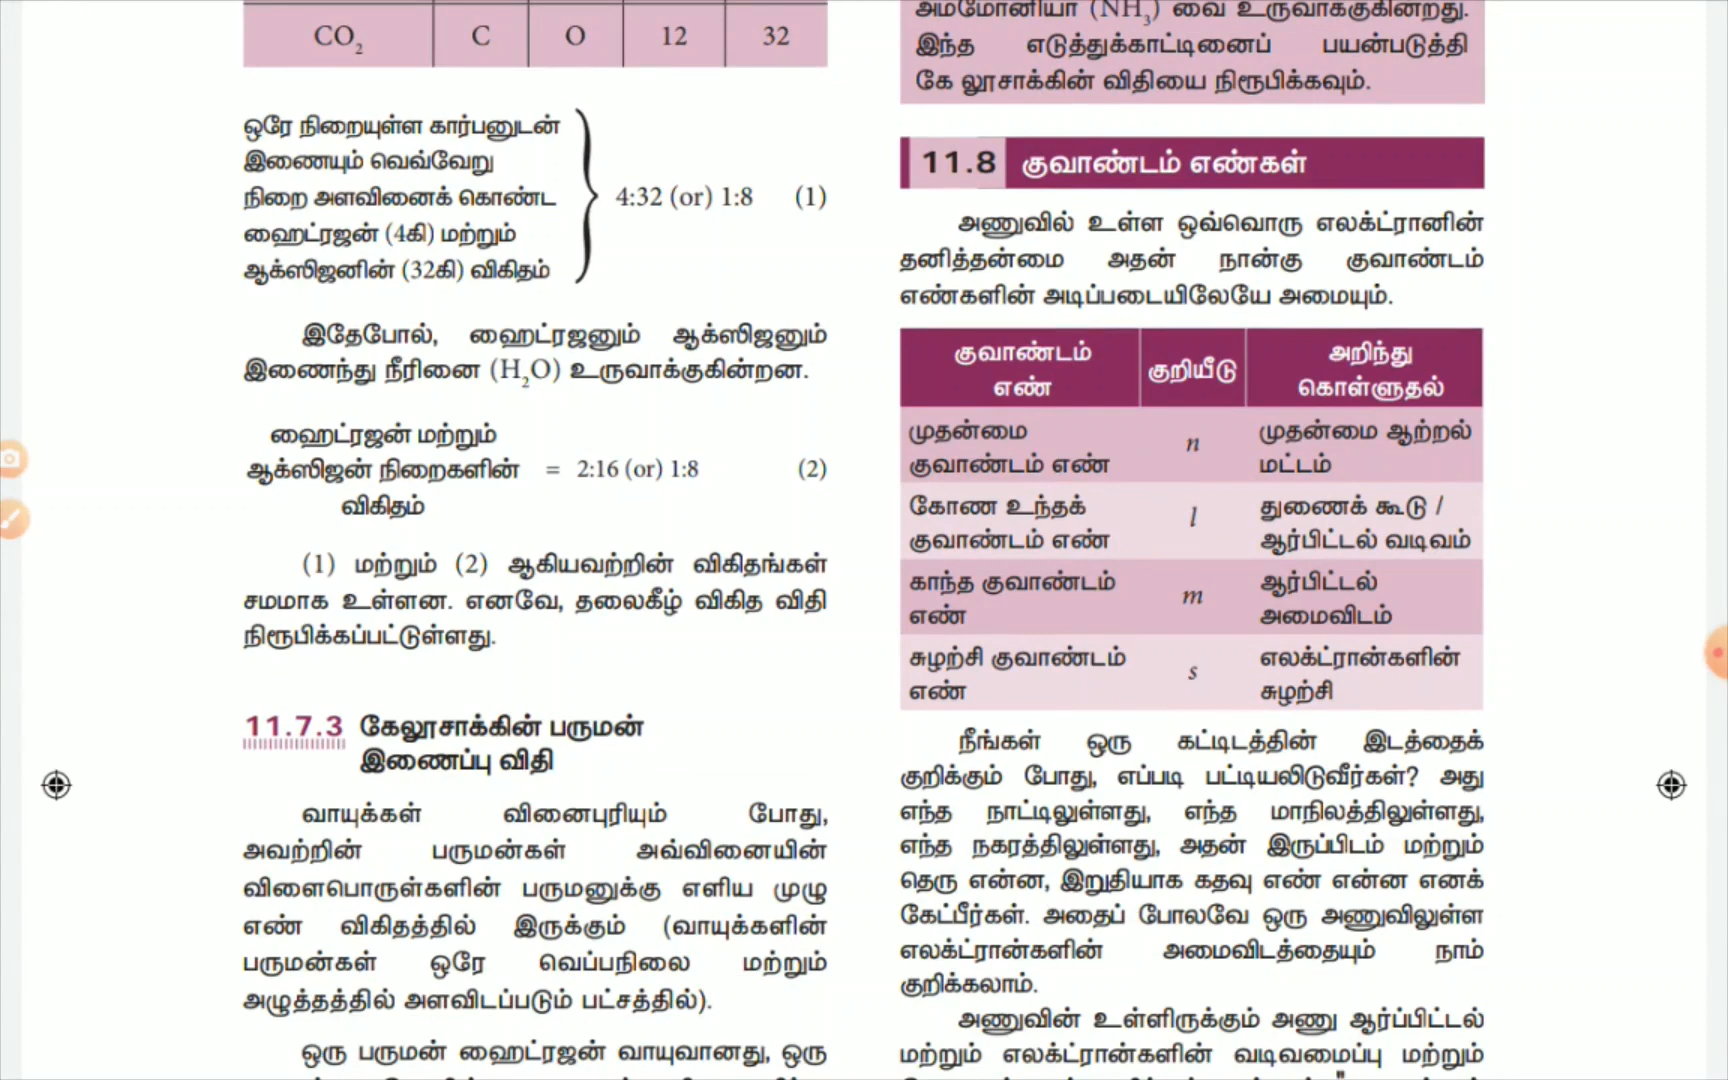 CO₂ C O 12 32
ஒரே நிறையுள்ள கார்பனுடன்
இணையும் வெவ்வேறு
நிறை அளவினைக் கொண்ட
ஹைட்ரஜன் (4கி) மற்றும்
ஆக்ஸிஜனின் (32கி) விகிதம்
4:32 (or) 1:8 (1)
இதேபோல், ஹைட்ரஜனும் ஆக்ஸிஜனும்
இணைந்து நீரினை (H₂O) உருவாக்குகின்றன.
ஹைட்ரஜன் மற்றும்
ஆக்ஸிஜன் நிறைகளின் = 2:16 (or) 1:8 (2)
விகிதம்
(1) மற்றும் (2) ஆகியவற்றின் விகிதங்கள்
சமமாக உள்ளன. எனவே, தலைகீழ் விகித விதி
நிரூபிக்கப்பட்டுள்ளது.
11.7.3 கேலூசாக்கின் பருமன்
இணைப்பு விதி
வாயுக்கள் வினைபுரியும் போது,
அவற்றின் பருமன்கள் அவ்வினையின்
விளைபொருள்களின் பருமனுக்கு எளிய முழு
எண் விகிதத்தில் இருக்கும் (வாயுக்களின்
பருமன்கள் ஒரே வெப்பநிலை மற்றும்
அழுத்தத்தில் அளவிடப்படும் பட்சத்தில்).
ஒரு பருமன் ஹைட்ரஜன் வாயுவானது, ஒரு
அம்மோனியா (NH₃) வை உருவாக்குகின்றது.
இந்த எடுத்துக்காட்டினைப் பயன்படுத்தி
கே லூசாக்கின் விதியை நிரூபிக்கவும்.
11.8 குவாண்டம் எண்கள்
அணுவில் உள்ள ஒவ்வொரு எலக்ட்ரானின்
தனித்தன்மை அதன் நான்கு குவாண்டம்
எண்களின் அடிப்படையிலேயே அமையும்.
குவாண்டம் எண் குறியீடு அறிந்து கொள்ளுதல்
முதன்மை குவாண்டம் எண் n முதன்மை ஆற்றல் மட்டம்
கோண உந்தக் குவாண்டம் எண் l துணைக் கூடு / ஆர்பிட்டல் வடிவம்
காந்த குவாண்டம் எண் m ஆர்பிட்டல் அமைவிடம்
சுழற்சி குவாண்டம் எண் s எலக்ட்ரான்களின் சுழற்சி
நீங்கள் ஒரு கட்டிடத்தின் இடத்தைக்
குறிக்கும் போது, எப்படி பட்டியலிடுவீர்கள்? அது
எந்த நாட்டிலுள்ளது, எந்த மாநிலத்திலுள்ளது,
எந்த நகரத்திலுள்ளது, அதன் இருப்பிடம் மற்றும்
தெரு என்ன, இறுதியாக கதவு எண் என்ன எனக்
கேட்பீர்கள். அதைப் போலவே ஒரு அணுவிலுள்ள
எலக்ட்ரான்களின் அமைவிடத்தையும் நாம்
குறிக்கலாம்.
அணுவின் உள்ளிருக்கும் அணு ஆர்ப்பிட்டல்
மற்றும் எலக்ட்ரான்களின் வடிவமைப்பு மற்றும்